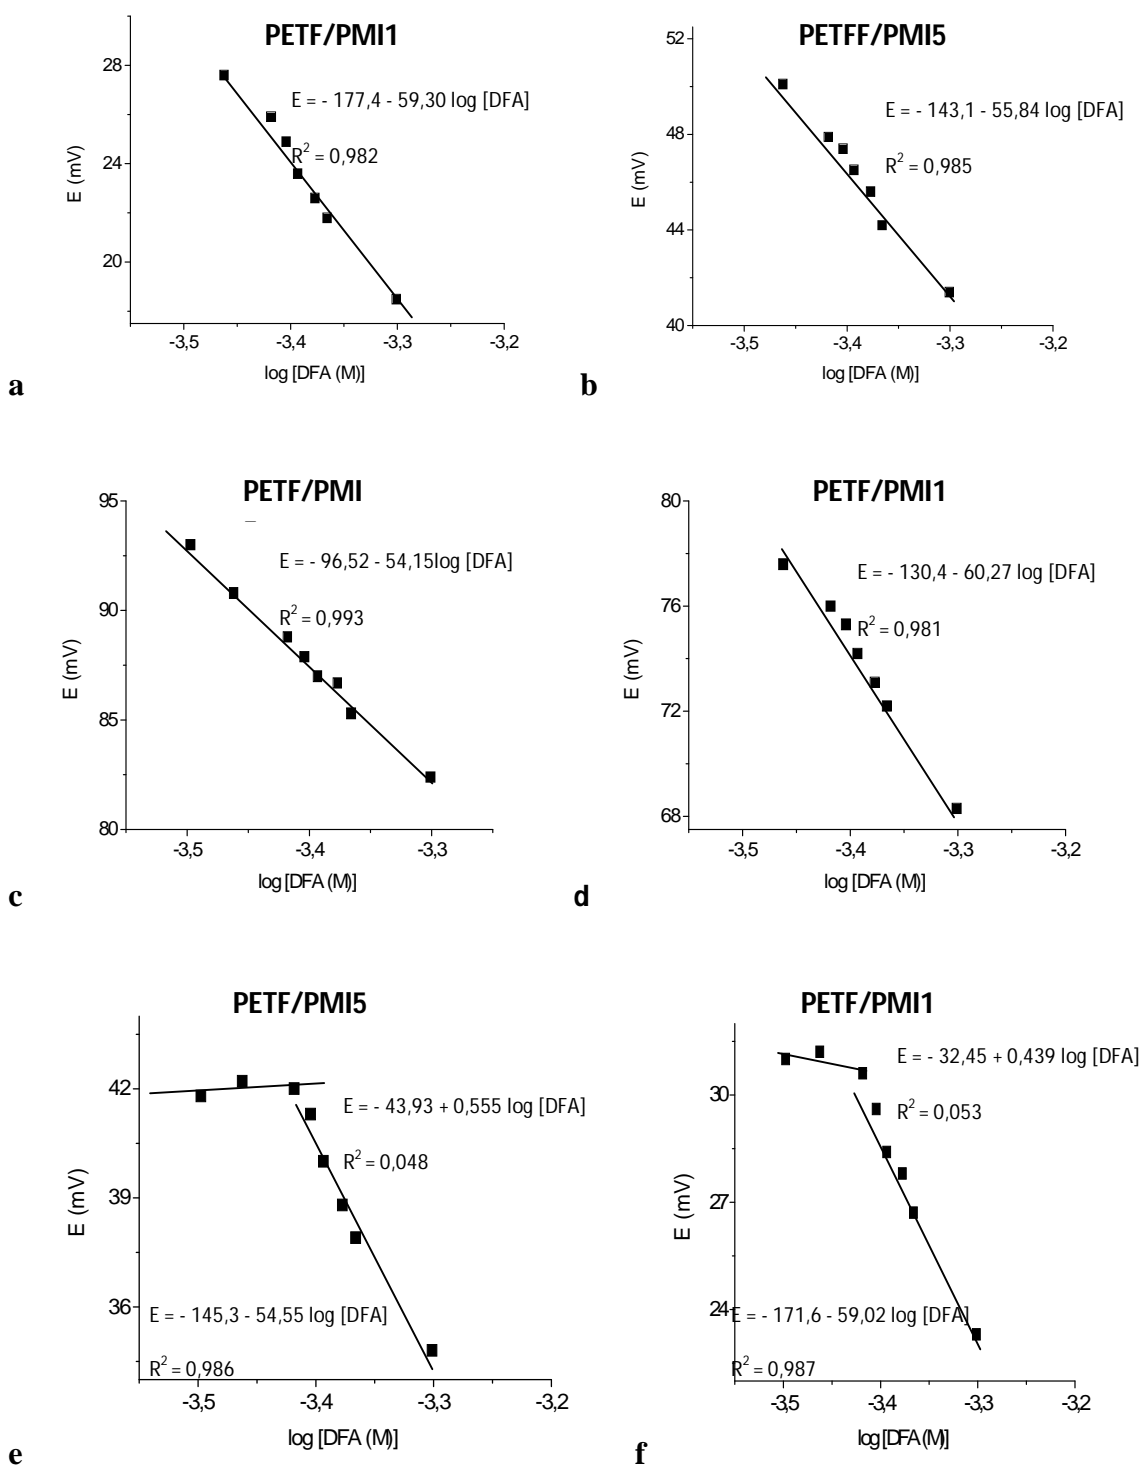 PETF/PMI1
28
24
20
E (mV)
E = - 177,4 - 59,30 log [DFA]
R² = 0,982
-3,5 -3,4 -3,3 -3,2
log [DFA (M)]
a
PETFF/PMI5
52
48
44
40
E (mV)
E = - 143,1 - 55,84 log [DFA]
R² = 0,985
-3,5 -3,4 -3,3 -3,2
log [DFA (M)]
b
PETF/PMI
95
90
85
80
E (mV)
E = - 96,52 - 54,15log [DFA]
R² = 0,993
-3,5 -3,4 -3,3
log [DFA (M)]
c
PETFF/PMI1
80
76
72
68
E (mV)
E = - 130,4 - 60,27 log [DFA]
R² = 0,981
-3,5 -3,4 -3,3 -3,2
log [DFA (M)]
d
PETF/PMI5
42
39
36
E (mV)
E = - 43,93 + 0,555 log [DFA]
R² = 0,048
E = - 145,3 - 54,55 log [DFA]
R² = 0,986
-3,5 -3,4 -3,3 -3,2
log [DFA (M)]
e
PETF/PMI1
30
27
24
E (mV)
E = - 32,45 + 0,439 log [DFA]
R² = 0,053
E = - 171,6 - 59,02 log [DFA]
R² = 0,987
-3,5 -3,4 -3,3 -3,2
log [DFA (M)]
f